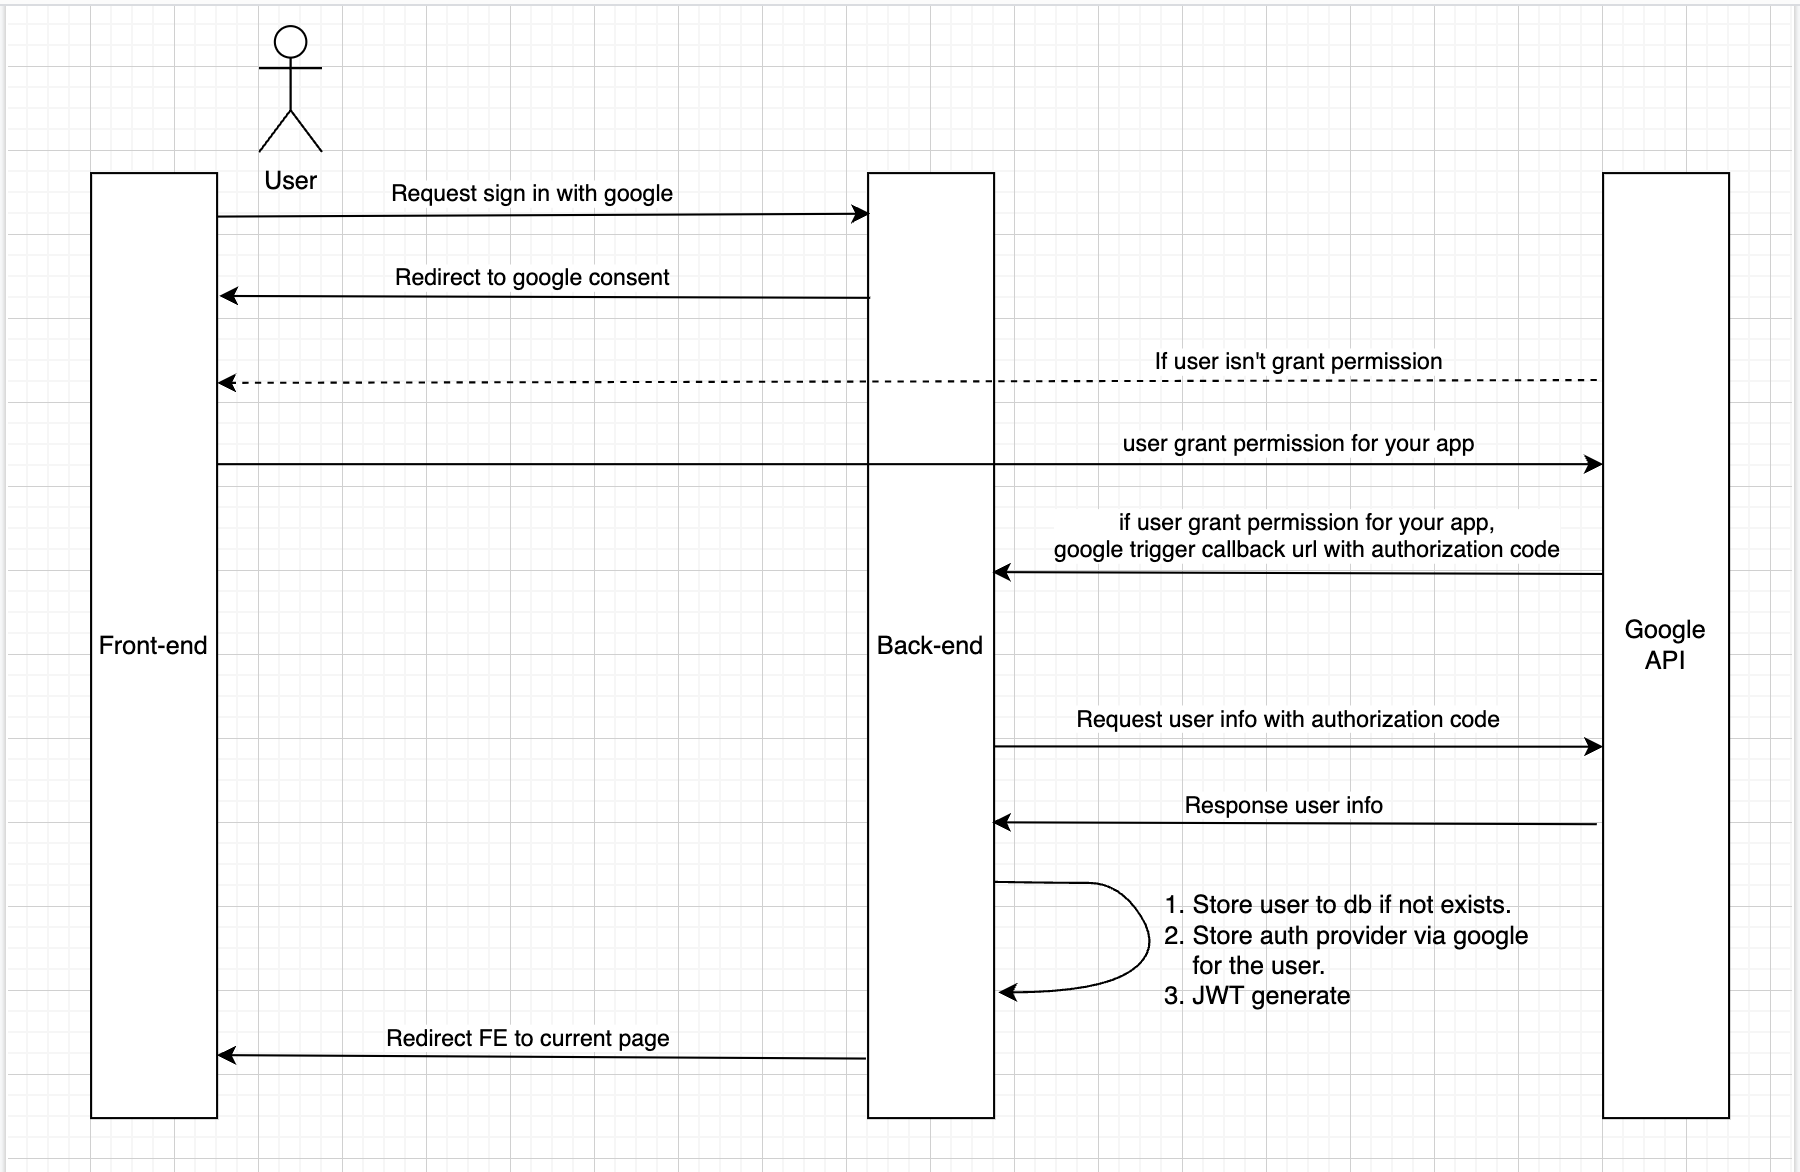 User
Request sign in with google
Redirect to google consent
If user isn't grant permission
user grant permission for your app
if user grant permission for your app,
google trigger callback url with authorization code
Front-end
Back-end
Google
API
Request user info with authorization code
Response user info
1. Store user to db if not exists.
2. Store auth provider via google
for the user.
3. JWT generate
Redirect FE to current page